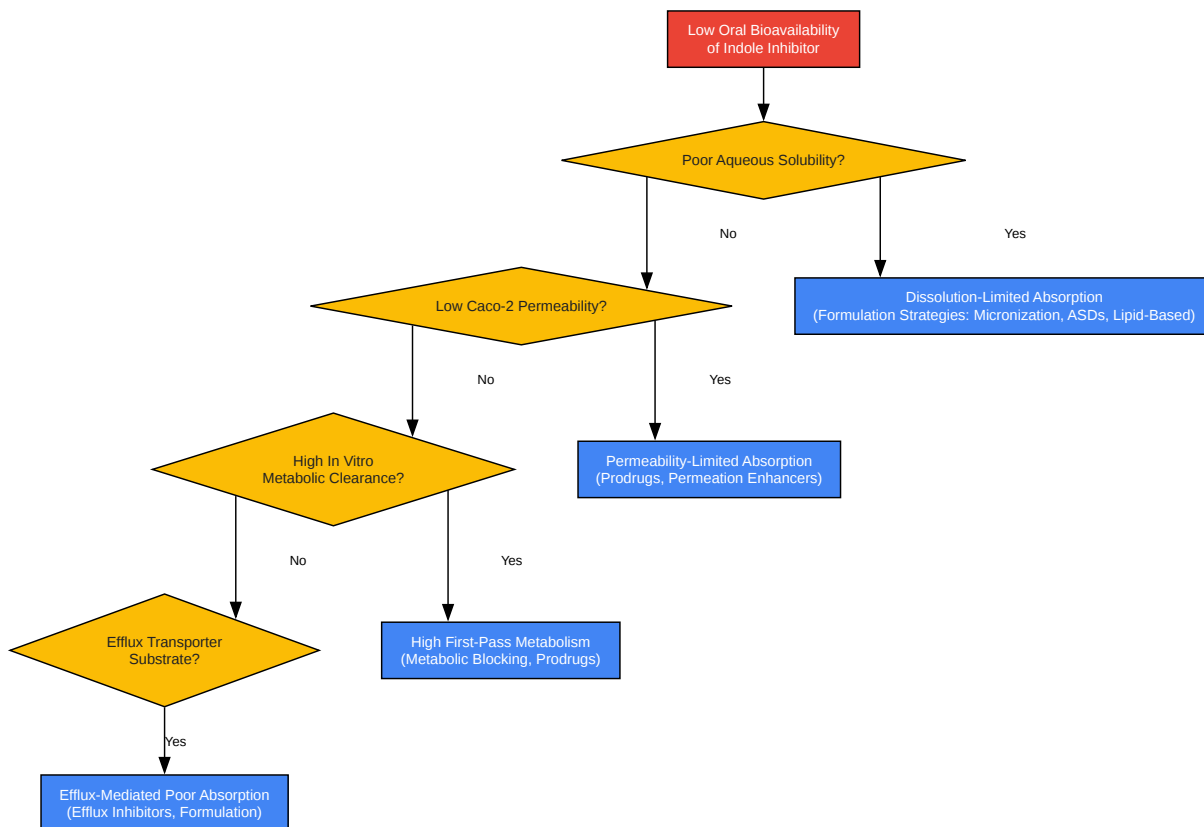 Low Oral Bioavailability
of Indole Inhibitor
Poor Aqueous Solubility?
No
Yes
Low Caco-2 Permeability?
Dissolution-Limited Absorption
(Formulation Strategies: Micronization, ASDs, Lipid-Based)
No
Yes
High In Vitro
Metabolic Clearance?
Permeability-Limited Absorption
(Prodrugs, Permeation Enhancers)
No
Yes
Efflux Transporter
Substrate?
High First-Pass Metabolism
(Metabolic Blocking, Prodrugs)
Yes
Efflux-Mediated Poor Absorption
(Efflux Inhibitors, Formulation)